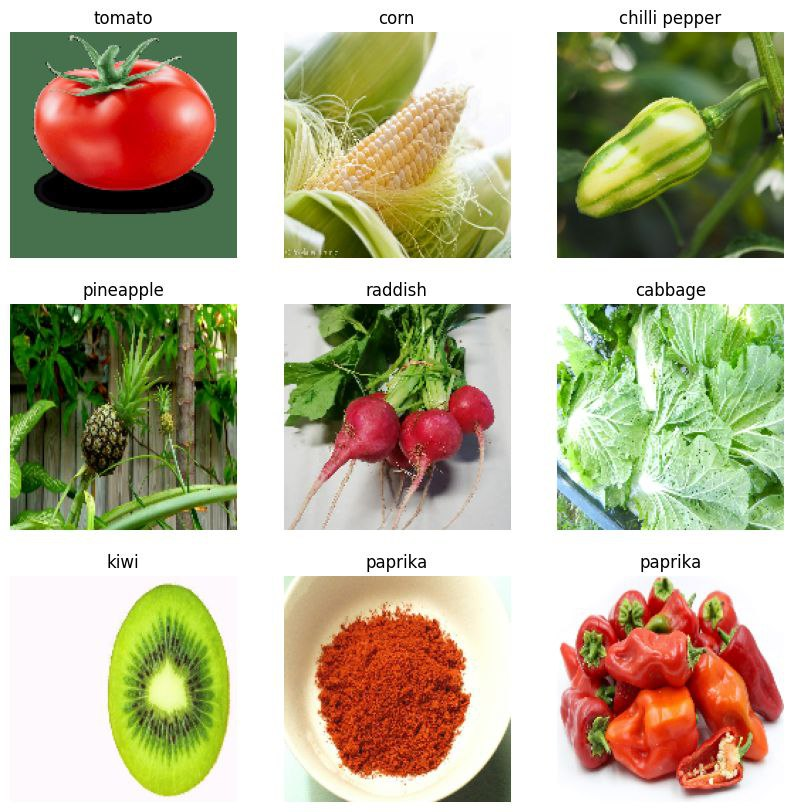 tomato
corn
chilli pepper
pineapple
raddish
cabbage
kiwi
paprika
paprika